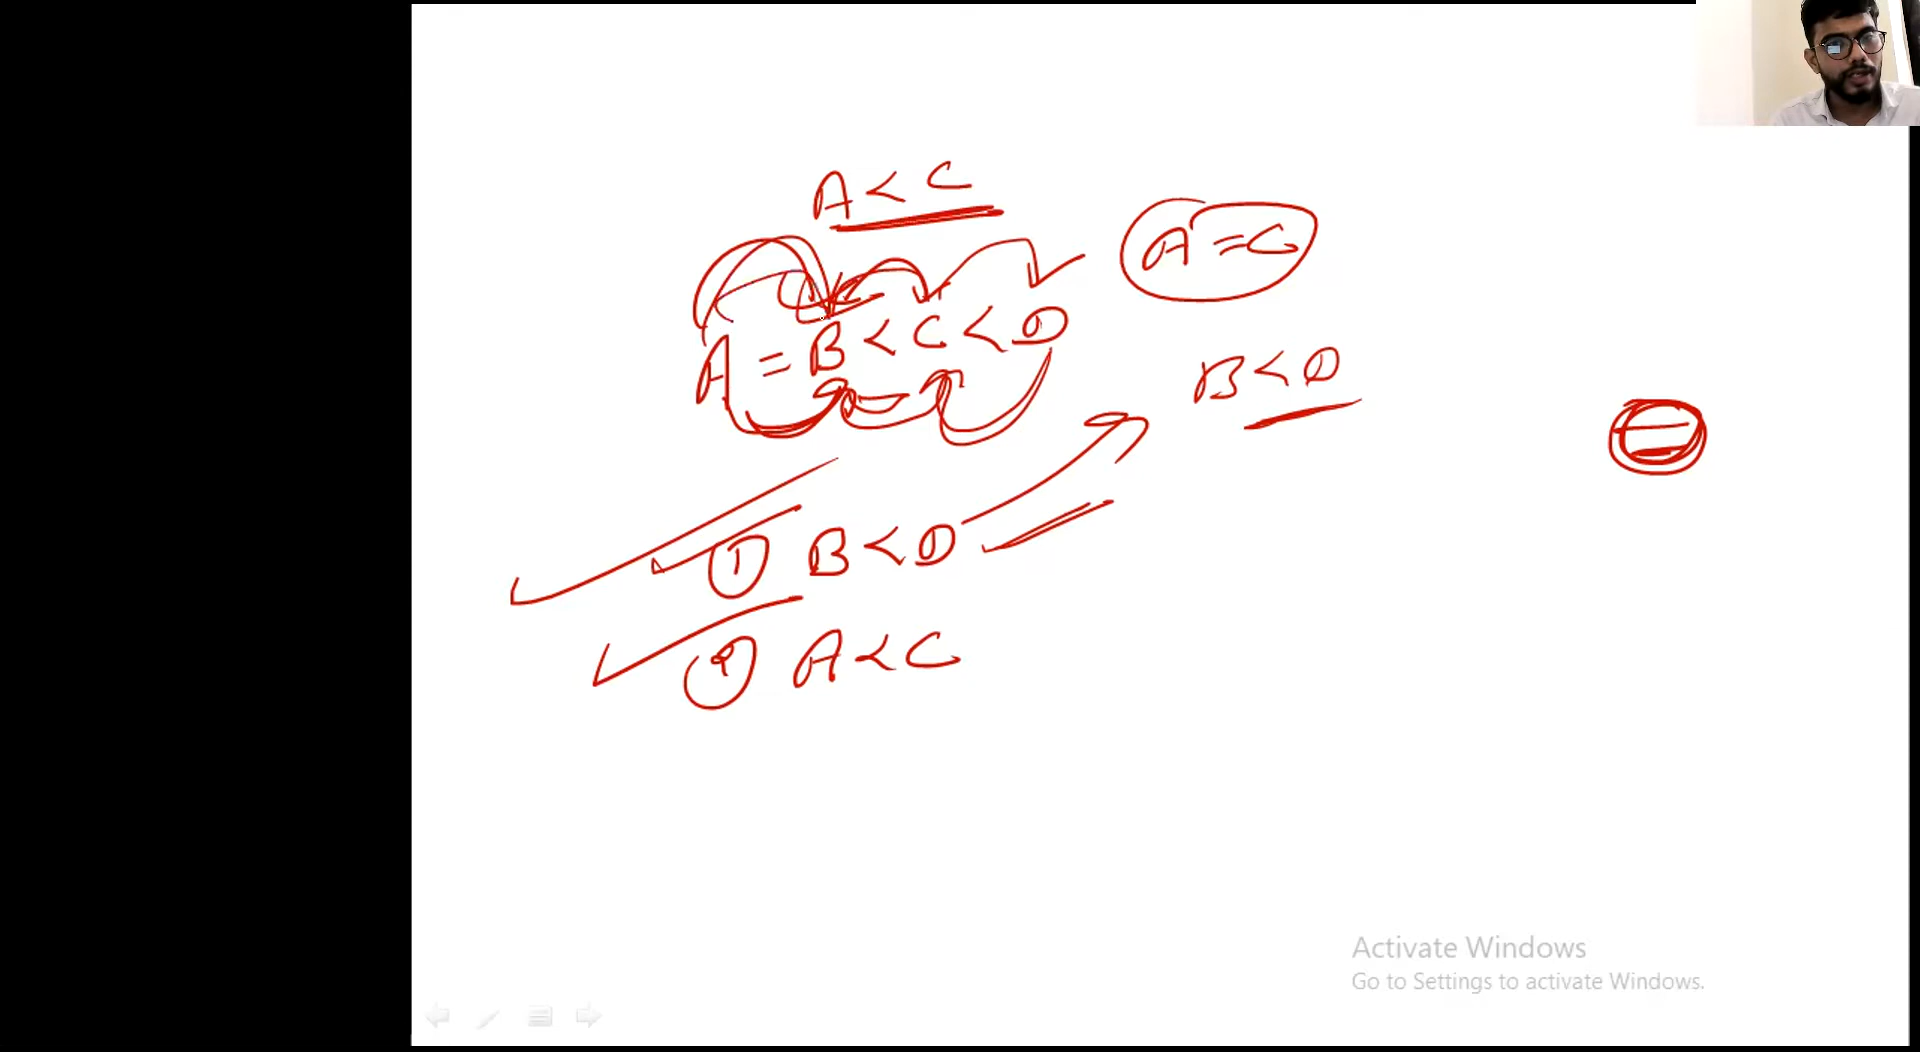 A < C
A = C
A = B < C < D
B < D
=
① B < D
② A < C
Activate Windows
Go to Settings to activate Windows.